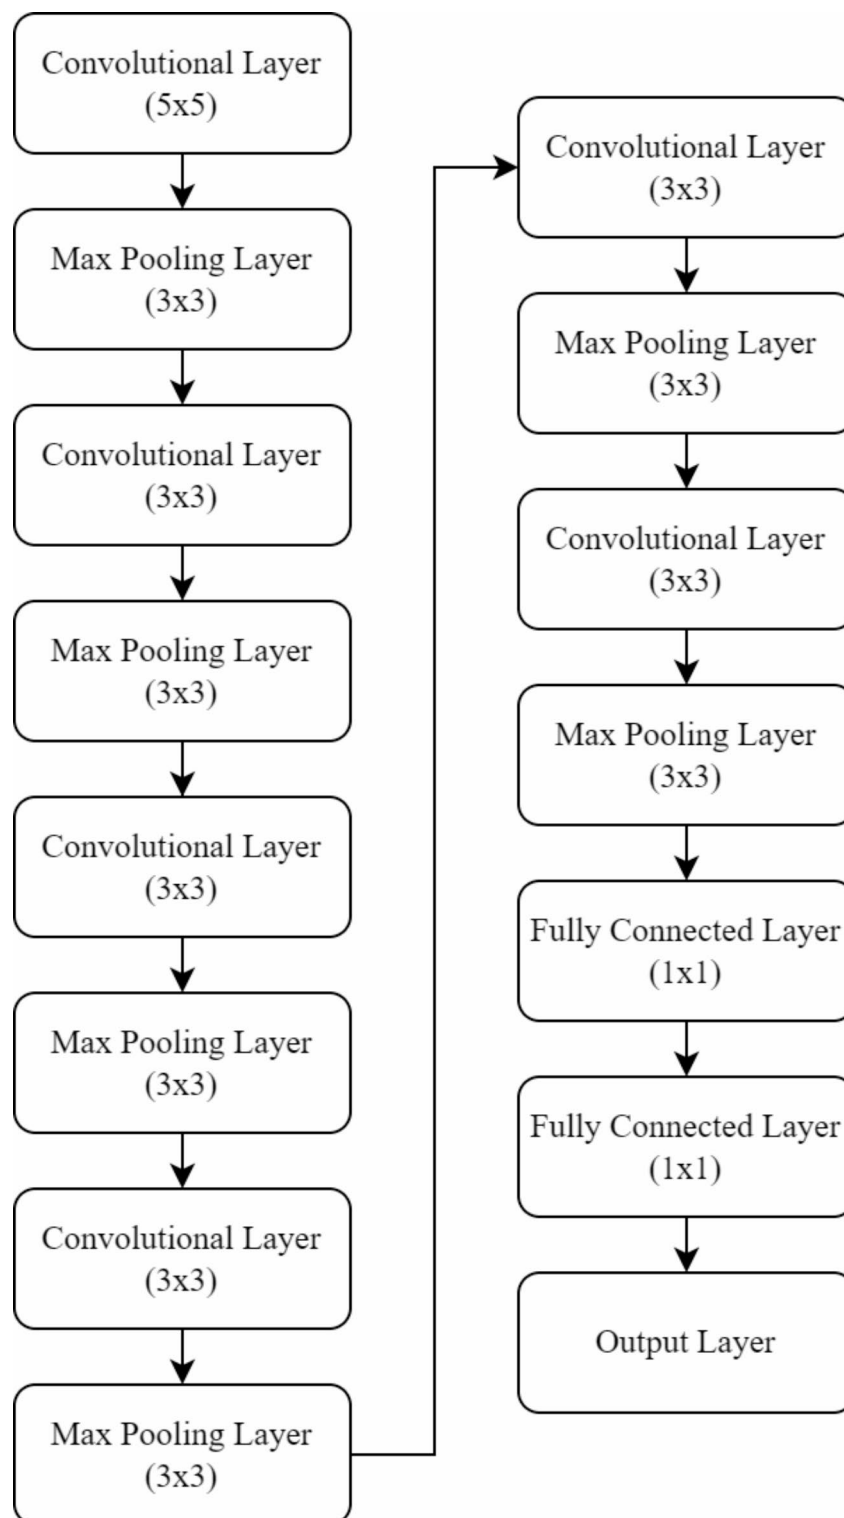 Convolutional Layer
(5x5)
Max Pooling Layer
(3x3)
Convolutional Layer
(3x3)
Max Pooling Layer
(3x3)
Convolutional Layer
(3x3)
Max Pooling Layer
(3x3)
Convolutional Layer
(3x3)
Max Pooling Layer
(3x3)
Convolutional Layer
(3x3)
Max Pooling Layer
(3x3)
Convolutional Layer
(3x3)
Max Pooling Layer
(3x3)
Fully Connected Layer
(1x1)
Fully Connected Layer
(1x1)
Output Layer